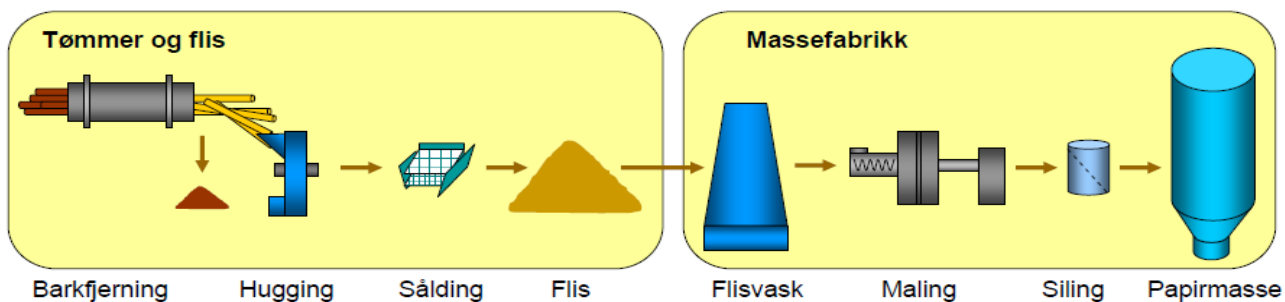 Tømmer og flis
Massefabrikk
Barkfjerning Hugging Sålding Flis Flisvask Maling Siling Papirmasse